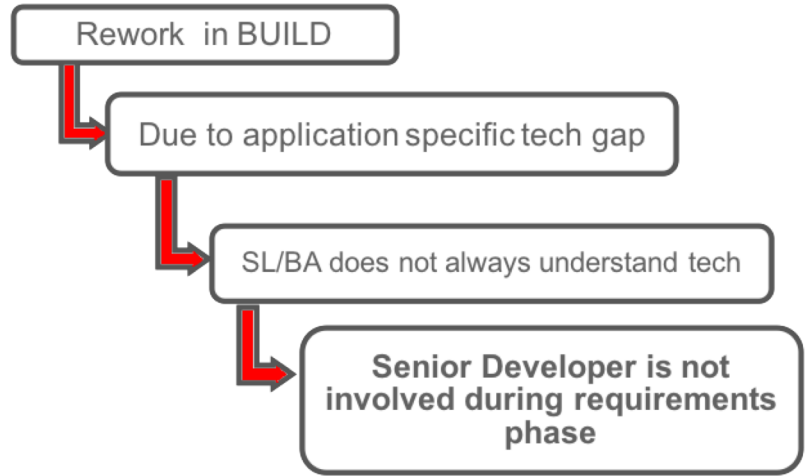 Rework in BUILD
Due to application specific tech gap
SL/BA does not always understand tech
Senior Developer is not
involved during requirements
phase